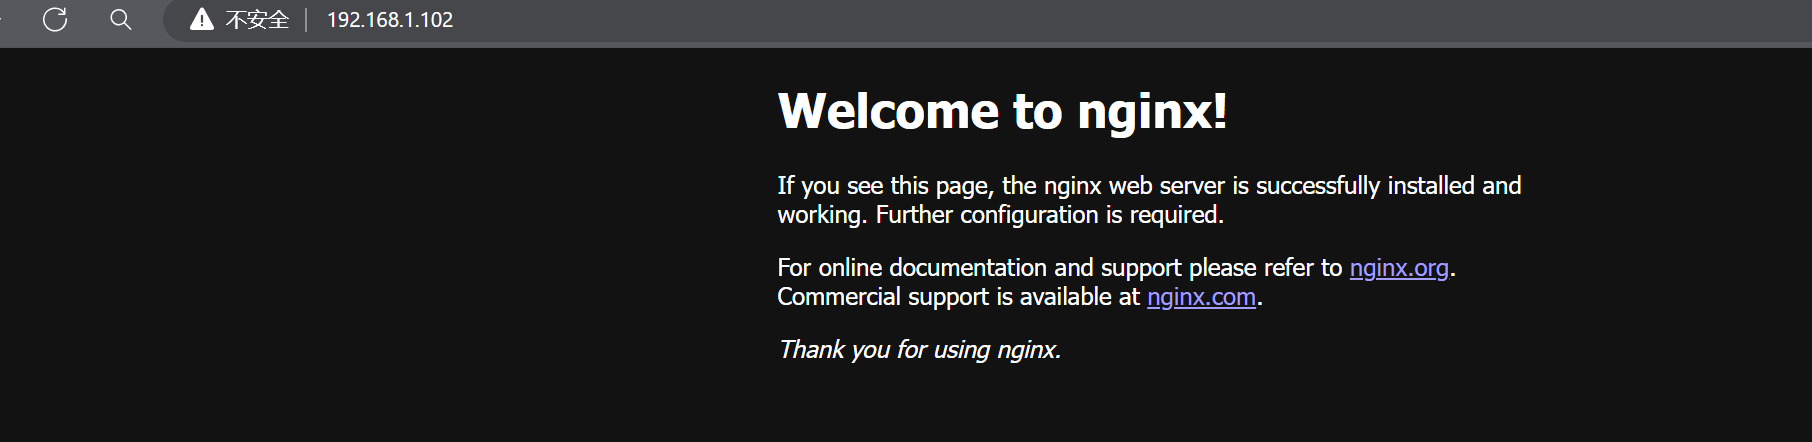 不安全 192.168.1.102
Welcome to nginx!
If you see this page, the nginx web server is successfully installed and
working. Further configuration is required.
For online documentation and support please refer to nginx.org.
Commercial support is available at nginx.com.
Thank you for using nginx.